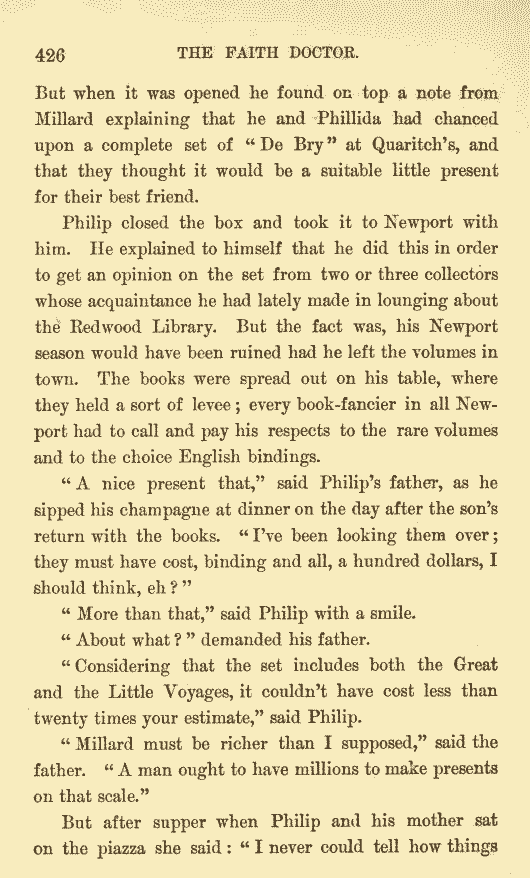 426 THE FAITH DOCTOR.
But when it was opened he found on top a note from
Millard explaining that he and Phillida had chanced
upon a complete set of "De Bry" at Quaritch's, and
that they thought it would be a suitable little present
for their best friend.
Philip closed the box and took it to Newport with
him. He explained to himself that he did this in order
to get an opinion on the set from two or three collectors
whose acquaintance he had lately made in lounging about
the Redwood Library. But the fact was, his Newport
season would have been ruined had he left the volumes in
town. The books were spread out on his table, where
they held a sort of levee; every book-fancier in all New-
port had to call and pay his respects to the rare volumes
and to the choice English bindings.
"A nice present that," said Philip's father, as he
sipped his champagne at dinner on the day after the son's
return with the books. "I've been looking them over;
they must have cost, binding and all, a hundred dollars, I
should think, eh?"
"More than that," said Philip with a smile.
"About what?" demanded his father.
"Considering that the set includes both the Great
and the Little Voyages, it couldn't have cost less than
twenty times your estimate," said Philip.
"Millard must be richer than I supposed," said the
father. "A man ought to have millions to make presents
on that scale."
But after supper when Philip and his mother sat
on the piazza she said: "I never could tell how things